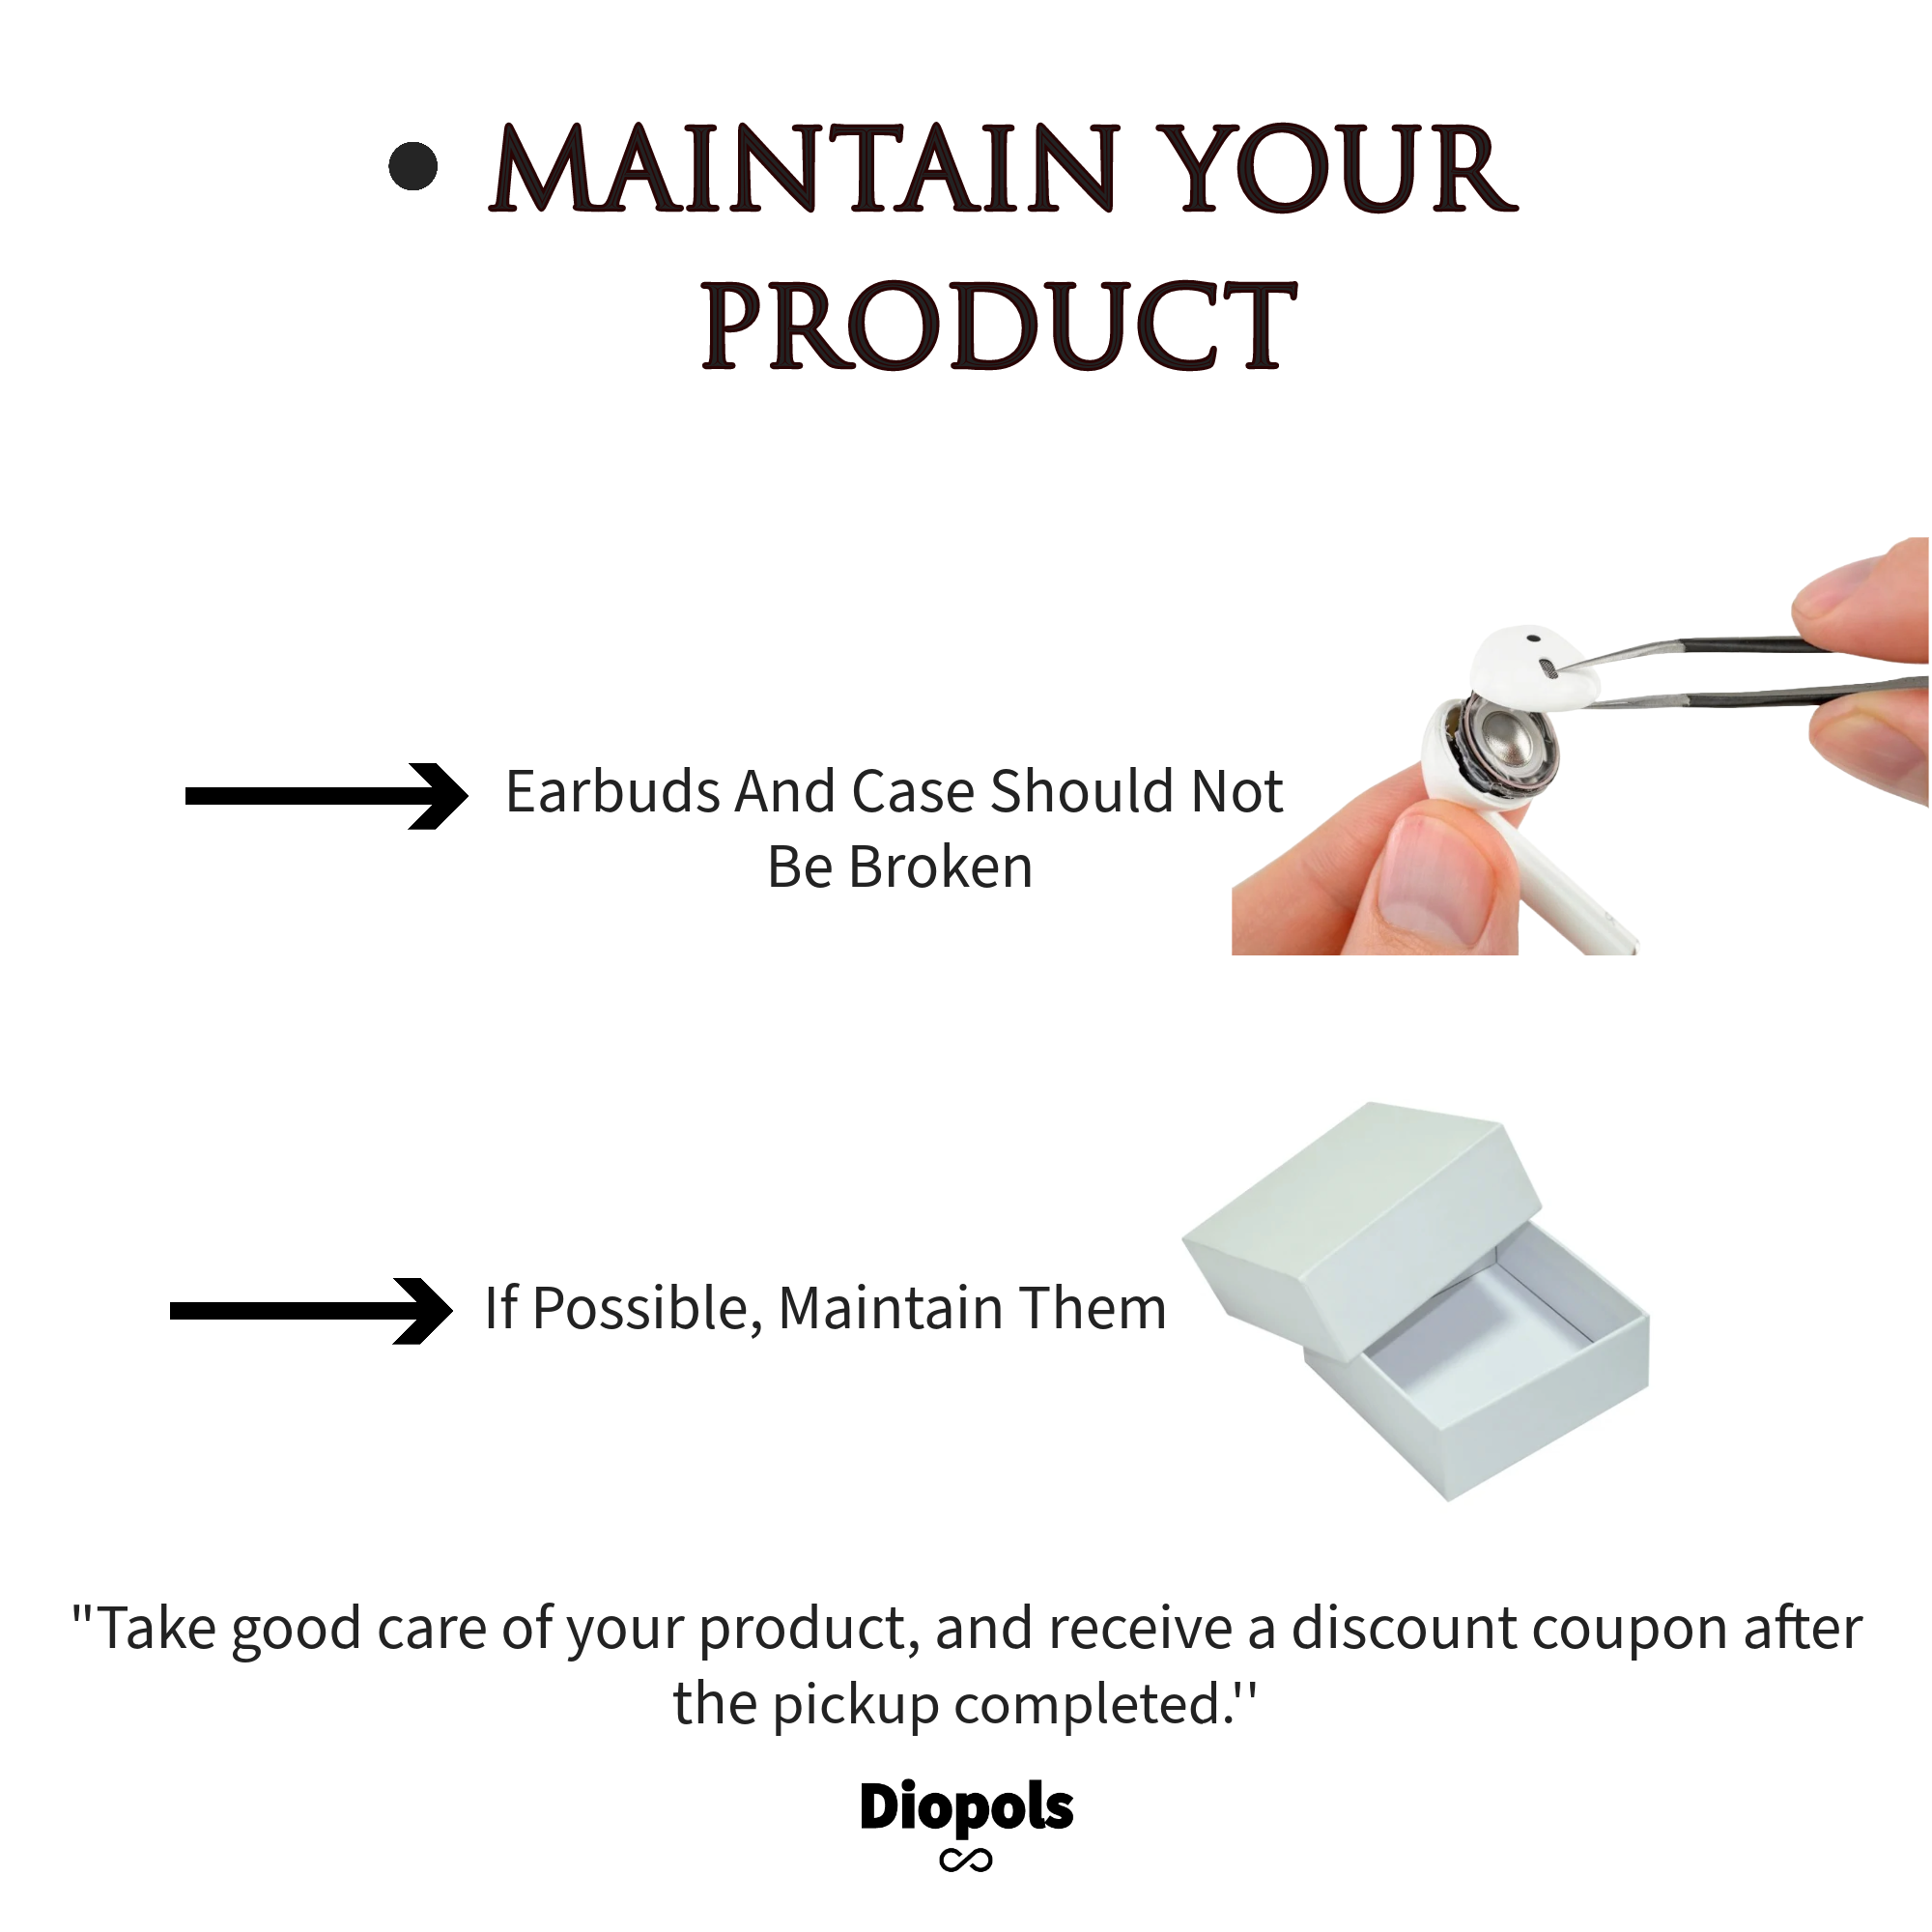 • MAINTAIN YOUR
PRODUCT
Earbuds And Case Should Not
Be Broken
If Possible, Maintain Them
"Take good care of your product, and receive a discount coupon after
the pickup completed.''
Diopols